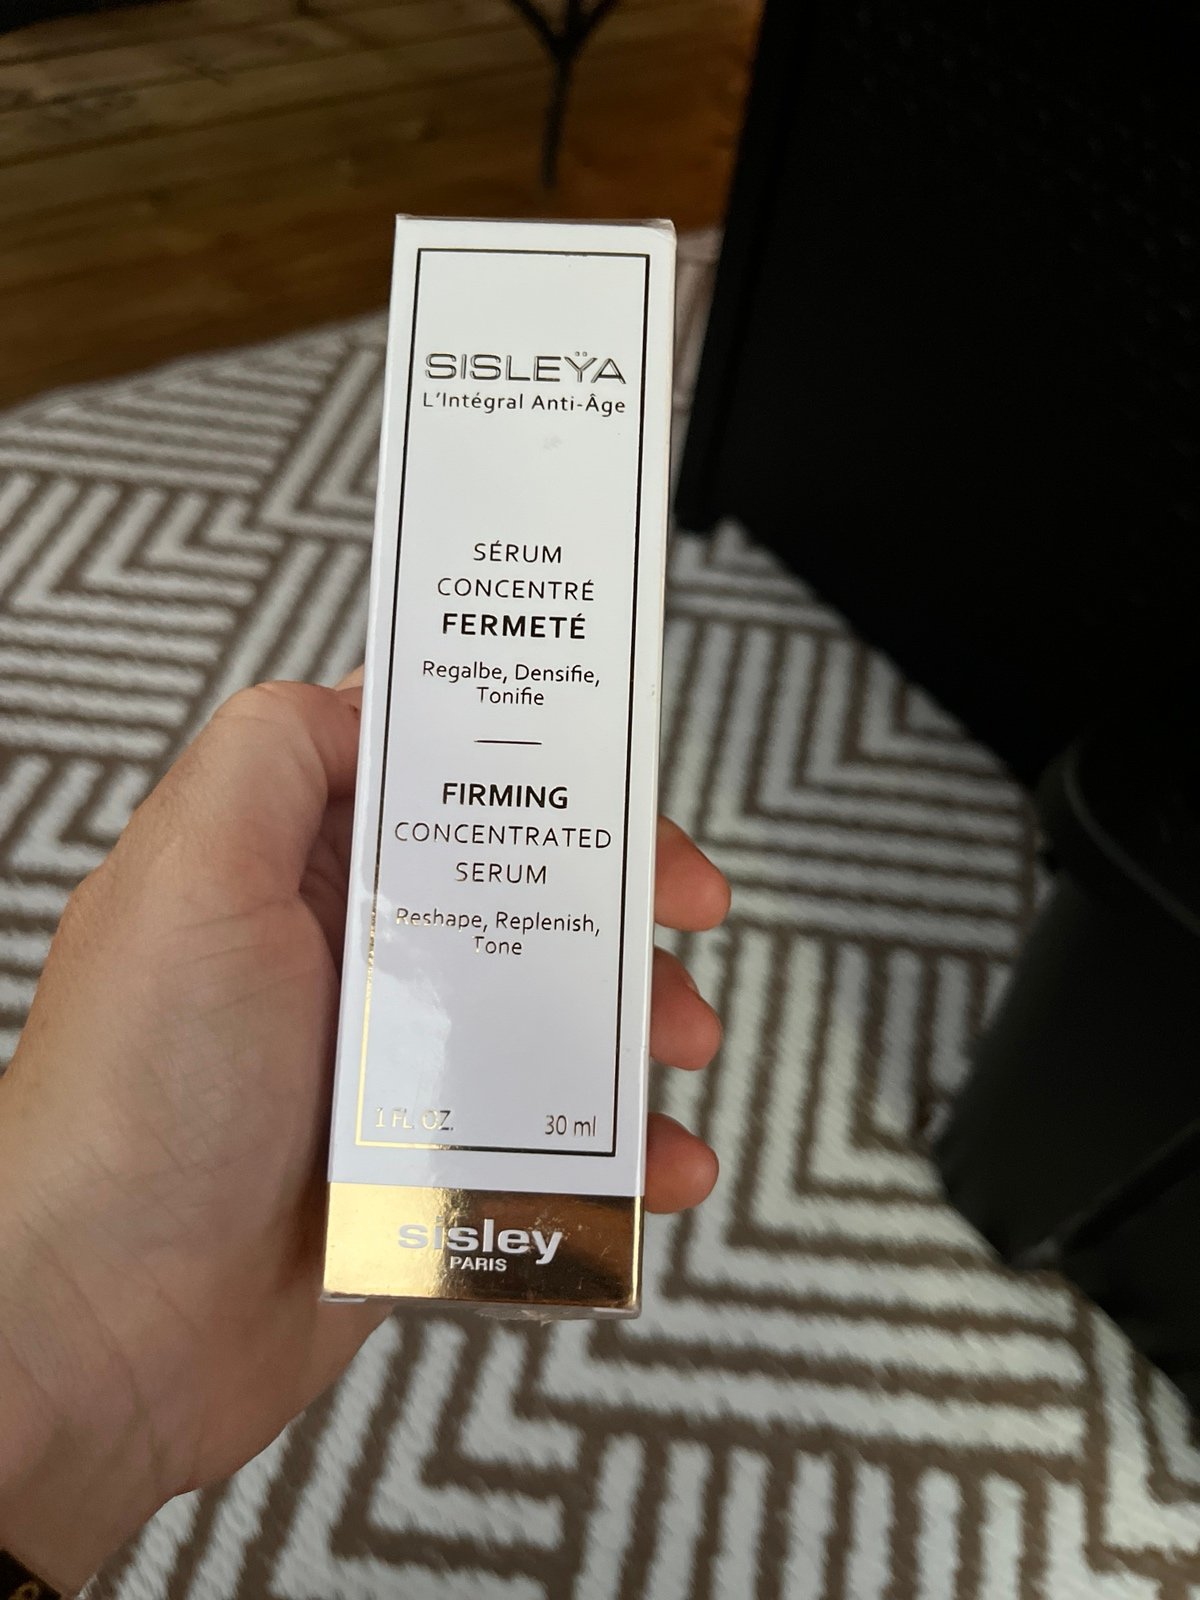 SISLEŸA
L'Intégral Anti-Âge
SÉRUM
CONCENTRÉ
FERMETÉ
Regalbe, Densifie,
Tonifie
FIRMING
CONCENTRATED
SERUM
Reshape, Replenish,
Tone
1 FL. OZ. 30 ml
sisley
PARIS